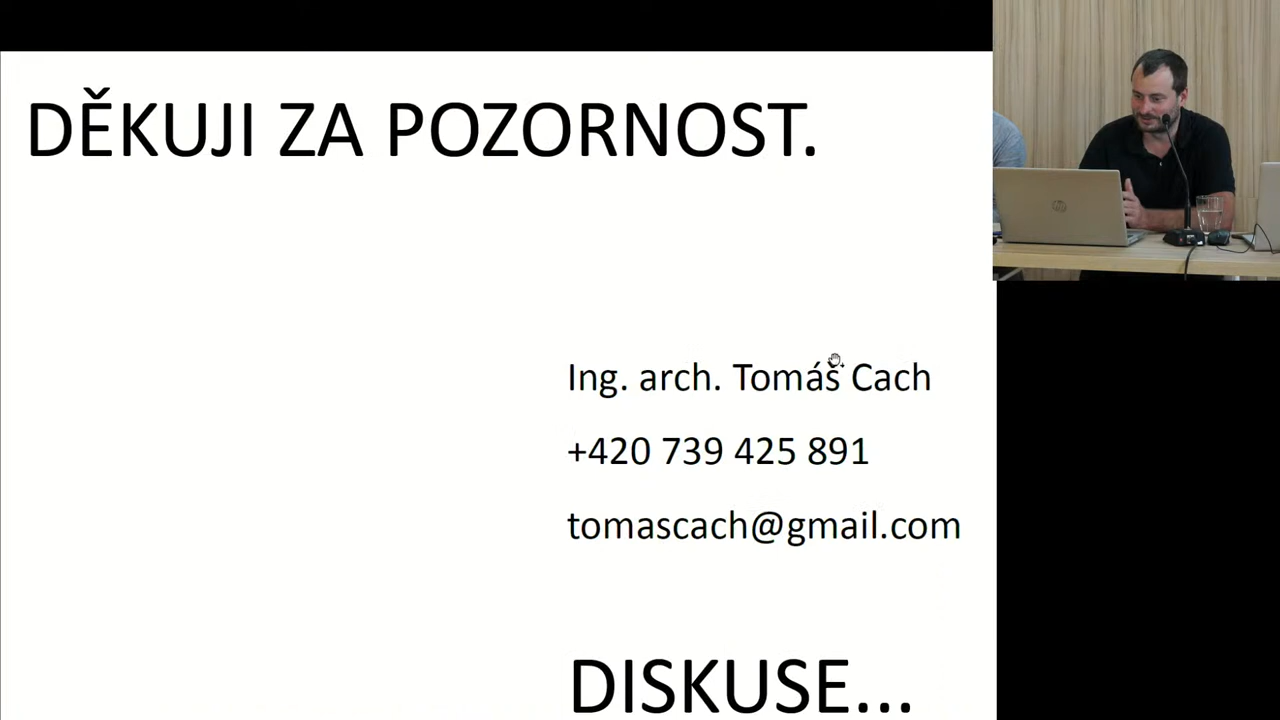 DĚKUJI ZA POZORNOST.
Ing. arch. Tomáš Cach
+420 739 425 891
tomascach@gmail.com
DISKUSE...